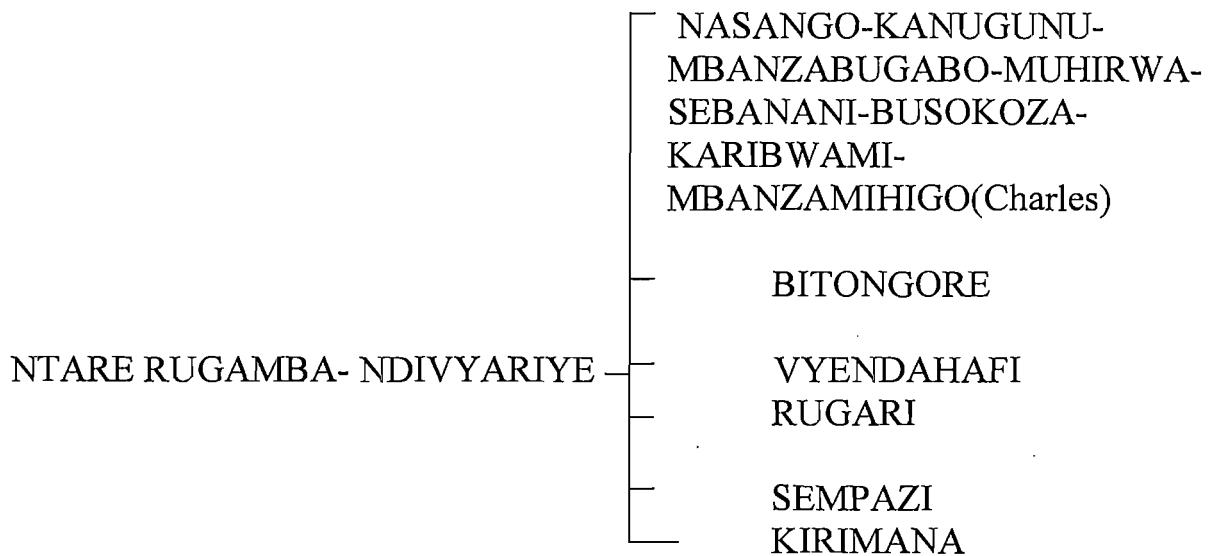 NASANGO-KANUGUNU-
MBANZABUGABO-MUHIRWA-
SEBANANI-BUSOKOZA-
KARIBWAMI-
MBANZAMIHIGO(Charles)
BITONGORE
NTARE RUGAMBA- NDIVYARIYE
VYENDAHAFI
RUGARI
SEMPAZI
KIRIMANA